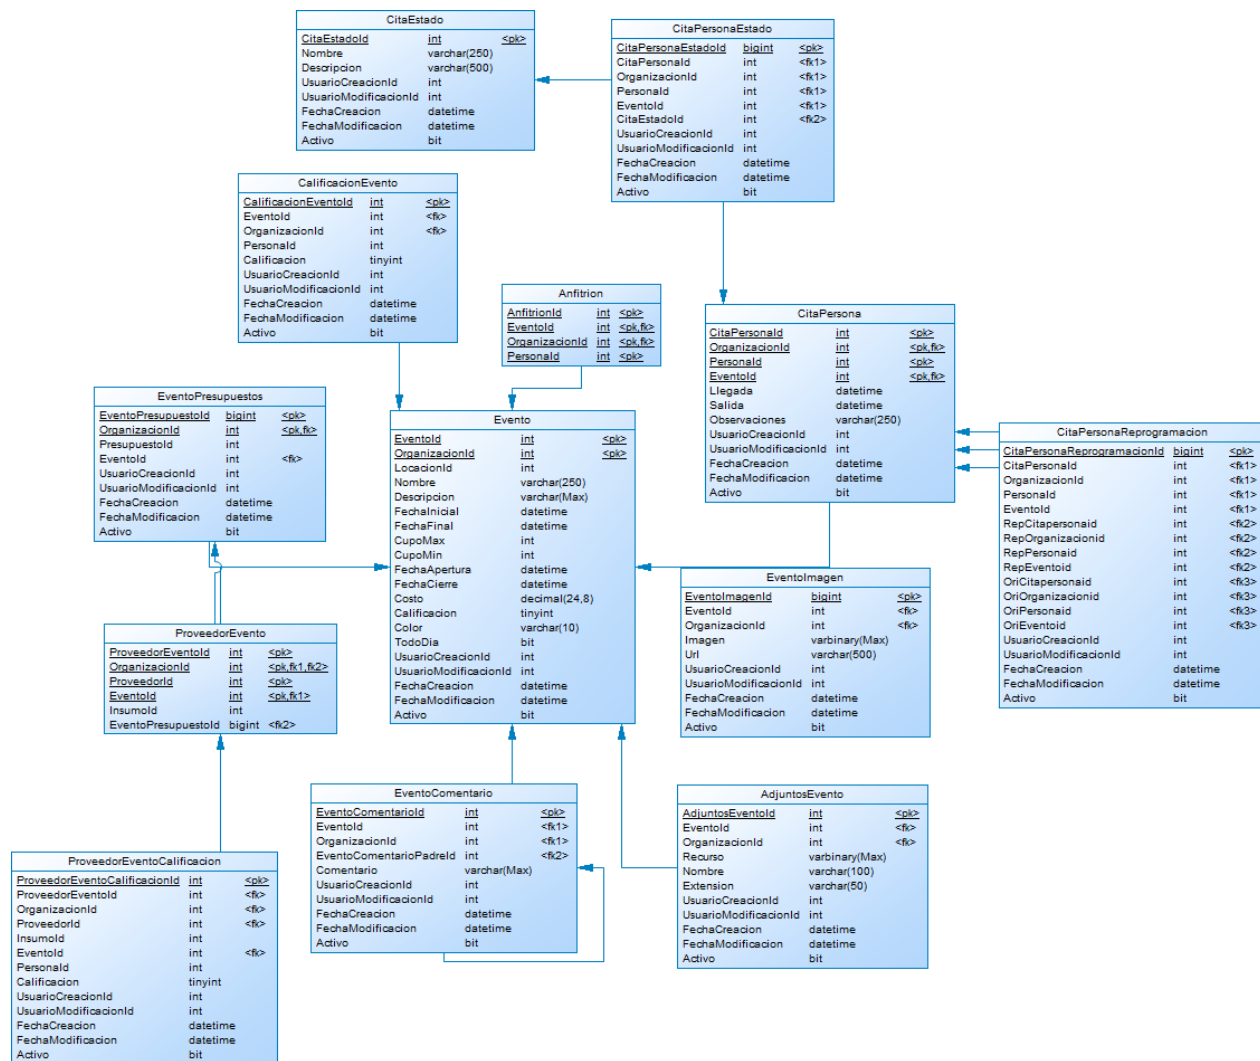 CitaEstado
CitaEstadoId int <pk>
Nombre varchar(250)
Descripcion varchar(500)
UsuarioCreacionId int
UsuarioModificacionId int
FechaCreacion datetime
FechaModificacion datetime
Activo bit
CitaPersonaEstado
CitaPersonaEstadoId bigint <pk>
CitaPersonaId int <fk1>
OrganizacionId int <fk1>
PersonaId int <fk1>
EventoId int <fk1>
CitaEstadoId int <fk2>
UsuarioCreacionId int
UsuarioModificacionId int
FechaCreacion datetime
FechaModificacion datetime
Activo bit
CalificacionEvento
CalificacionEventoId int <pk>
EventoId int <fk>
OrganizacionId int <fk>
PersonaId int
Calificacion tinyint
UsuarioCreacionId int
UsuarioModificacionId int
FechaCreacion datetime
FechaModificacion datetime
Activo bit
Anfitrion
AnfitrionId int <pk>
EventoId int <pk,fk>
OrganizacionId int <pk,fk>
PersonaId int <pk>
CitaPersona
CitaPersonaId int <pk>
OrganizacionId int <pk,fk>
PersonaId int <pk>
EventoId int <pk,fk>
Llegada datetime
Salida datetime
Observaciones varchar(250)
UsuarioCreacionId int
UsuarioModificacionId int
FechaCreacion datetime
FechaModificacion datetime
Activo bit
EventoPresupuestos
EventoPresupuestoId bigint <pk>
OrganizacionId int <pk,fk>
PresupuestoId int
EventoId int <fk>
UsuarioCreacionId int
UsuarioModificacionId int
FechaCreacion datetime
FechaModificacion datetime
Activo bit
Evento
EventoId int <pk>
OrganizacionId int <pk>
LocacionId int
Nombre varchar(250)
Descripcion varchar(Max)
FechaInicial datetime
FechaFinal datetime
CupoMax int
CupoMin int
FechaApertura datetime
FechaCierre datetime
Costo decimal(24,8)
Calificacion tinyint
Color varchar(10)
TodoDia bit
UsuarioCreacionId int
UsuarioModificacionId int
FechaCreacion datetime
FechaModificacion datetime
Activo bit
CitaPersonaReprogramacion
CitaPersonaReprogramacionId bigint <pk>
CitaPersonaId int <fk1>
OrganizacionId int <fk1>
PersonaId int <fk1>
EventoId int <fk1>
RepCitapersonaid int <fk2>
RepOrganizacionid int <fk2>
RepPersonaid int <fk2>
RepEventoid int <fk2>
OriCitapersonaid int <fk3>
OriOrganizacionid int <fk3>
OriPersonaid int <fk3>
OriEventoid int <fk3>
UsuarioCreacionId int
UsuarioModificacionId int
FechaCreacion datetime
FechaModificacion datetime
Activo bit
EventoImagen
EventoImagenId bigint <pk>
EventoId int <fk>
OrganizacionId int <fk>
Imagen varbinary(Max)
Url varchar(500)
UsuarioCreacionId int
UsuarioModificacionId int
FechaCreacion datetime
FechaModificacion datetime
Activo bit
ProveedorEvento
ProveedorEventoId int <pk>
OrganizacionId int <pk,fk1,fk2>
ProveedorId int <pk>
EventoId int <pk,fk1>
InsumoId int
EventoPresupuestoId bigint <fk2>
EventoComentario
EventoComentarioId int <pk>
EventoId int <fk1>
OrganizacionId int <fk1>
EventoComentarioPadreId int <fk2>
Comentario varchar(Max)
UsuarioCreacionId int
UsuarioModificacionId int
FechaCreacion datetime
FechaModificacion datetime
Activo bit
AdjuntosEvento
AdjuntosEventoId int <pk>
EventoId int <fk>
OrganizacionId int <fk>
Recurso varbinary(Max)
Nombre varchar(100)
Extension varchar(50)
UsuarioCreacionId int
UsuarioModificacionId int
FechaCreacion datetime
FechaModificacion datetime
Activo bit
ProveedorEventoCalificacion
ProveedorEventoCalificacionId int <pk>
ProveedorEventoId int <fk>
OrganizacionId int <fk>
ProveedorId int <fk>
InsumoId int
EventoId int <fk>
PersonaId int
Calificacion tinyint
UsuarioCreacionId int
UsuarioModificacionId int
FechaCreacion datetime
FechaModificacion datetime
Activo bit